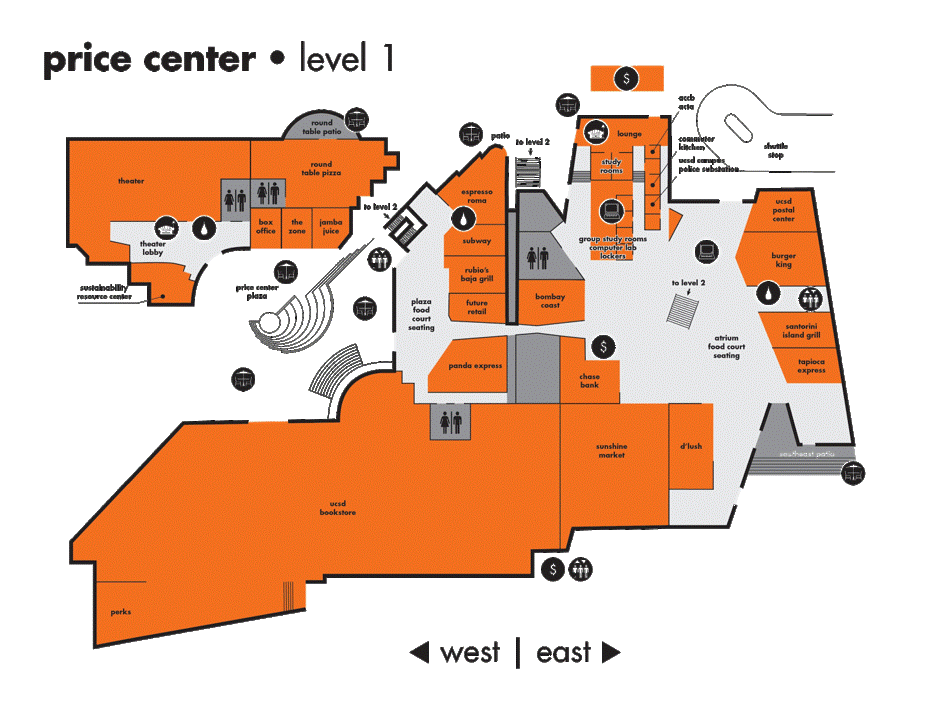 price center • level 1
round
table patio
theater
round
table pizza
box
office
the
zone
jamba
juice
theater
lobby
sustainability
resource center
price center
plaza
to level 2
patio
to level 2
espresso
roma
subway
rubio's
baja grill
future
retail
plaza
food
court
seating
panda express
bombay
coast
chase
bank
$
$
lounge
study
rooms
group study rooms
computer lab
lockers
accb
acta
commuter
kitchen
ucsd campus
police substation
shuttle
stop
ucsd
postal
center
burger
king
to level 2
atrium
food court
seating
santorini
island grill
tapioca
express
southeast patio
sunshine
market
d'lush
ucsd
bookstore
perks
$
◀ west | east ▶